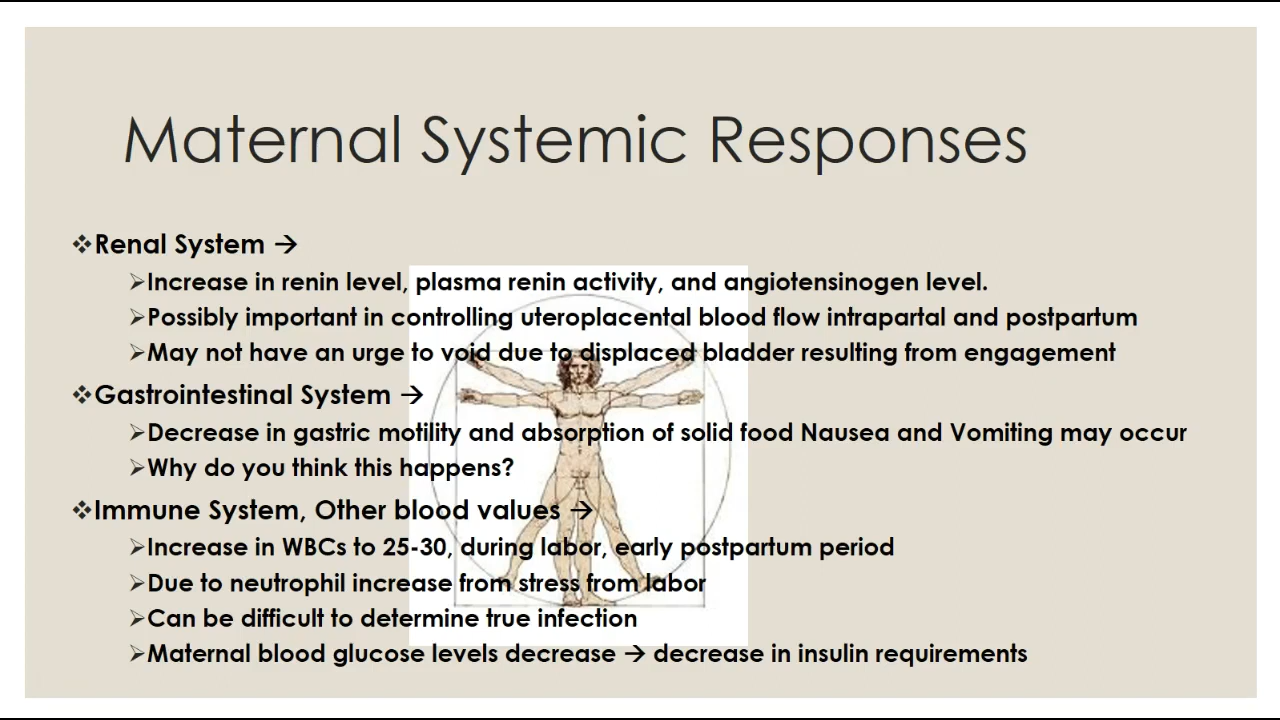 Maternal Systemic Responses
❖Renal System →
➢Increase in renin level, plasma renin activity, and angiotensinogen level.
➢Possibly important in controlling uteroplacental blood flow intrapartal and postpartum
➢May not have an urge to void due to displaced bladder resulting from engagement
❖Gastrointestinal System →
➢Decrease in gastric motility and absorption of solid food Nausea and Vomiting may occur
➢Why do you think this happens?
❖Immune System, Other blood values →
➢Increase in WBCs to 25-30, during labor, early postpartum period
➢Due to neutrophil increase from stress from labor
➢Can be difficult to determine true infection
➢Maternal blood glucose levels decrease → decrease in insulin requirements